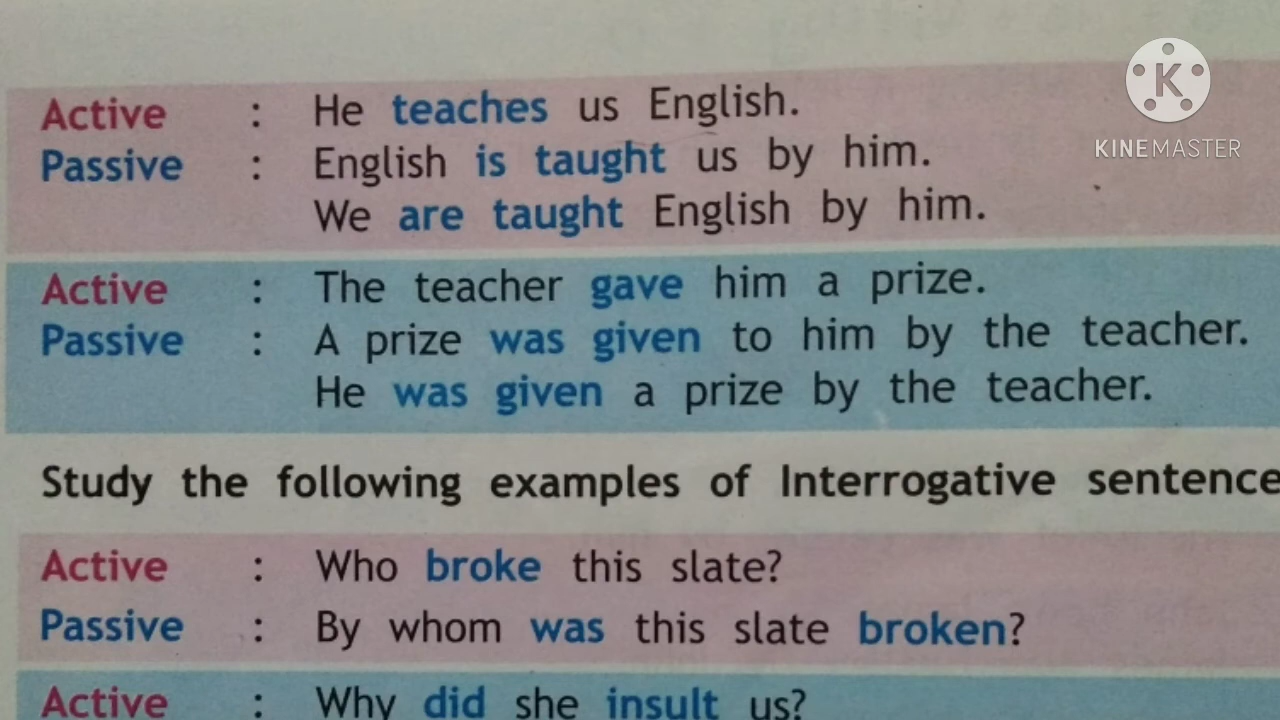 K
KINEMASTER
Active : He teaches us English.
Passive : English is taught us by him.
We are taught English by him.
Active : The teacher gave him a prize.
Passive : A prize was given to him by the teacher.
He was given a prize by the teacher.
Study the following examples of Interrogative sentence
Active : Who broke this slate?
Passive : By whom was this slate broken?
Active : Why did she insult us?